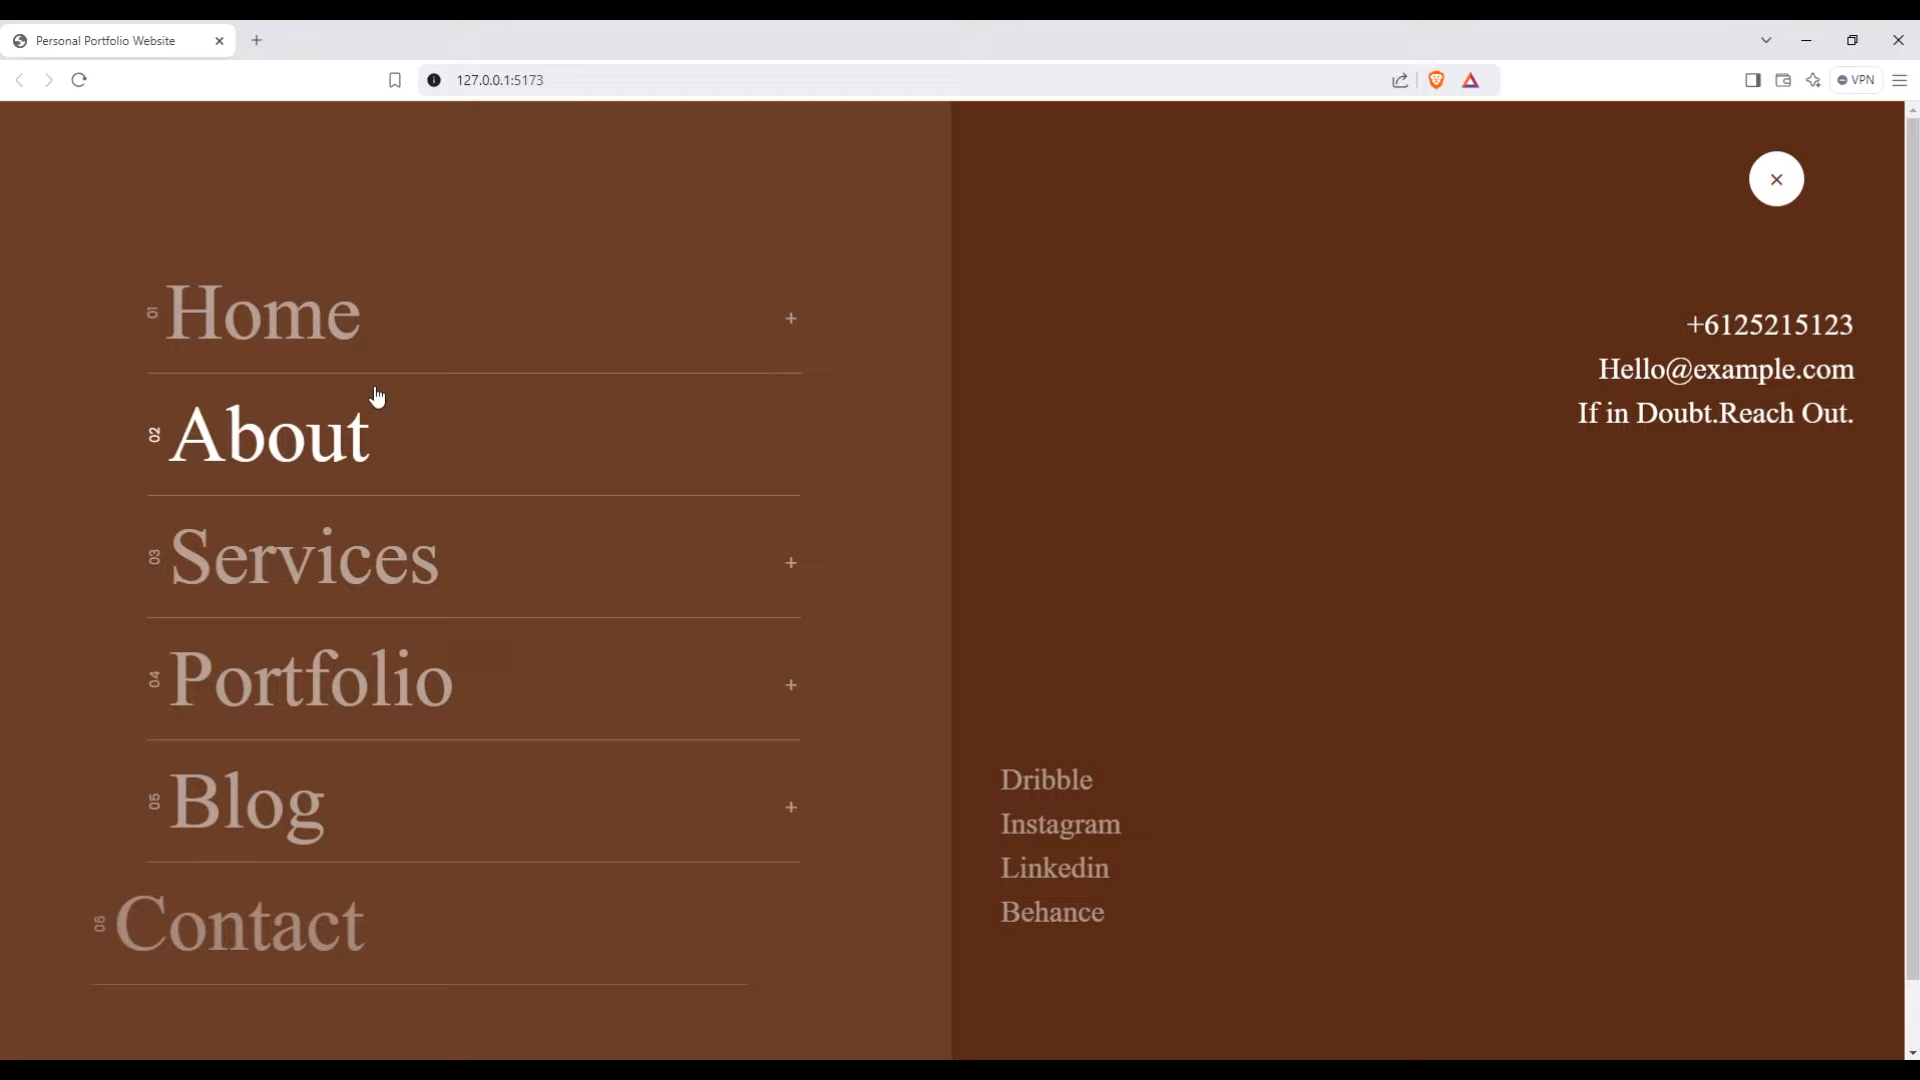 Personal Portfolio Website
127.0.0.1:5173
VPN
01 Home +
02 About
03 Services +
04 Portfolio +
05 Blog +
06 Contact
+6125215123
Hello@example.com
If in Doubt.Reach Out.
Dribble
Instagram
Linkedin
Behance